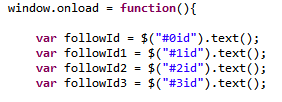 window.onload = function(){
var followId = $("#0id").text();
var followId1 = $("#1id").text();
var followId2 = $("#2id").text();
var followId3 = $("#3id").text();